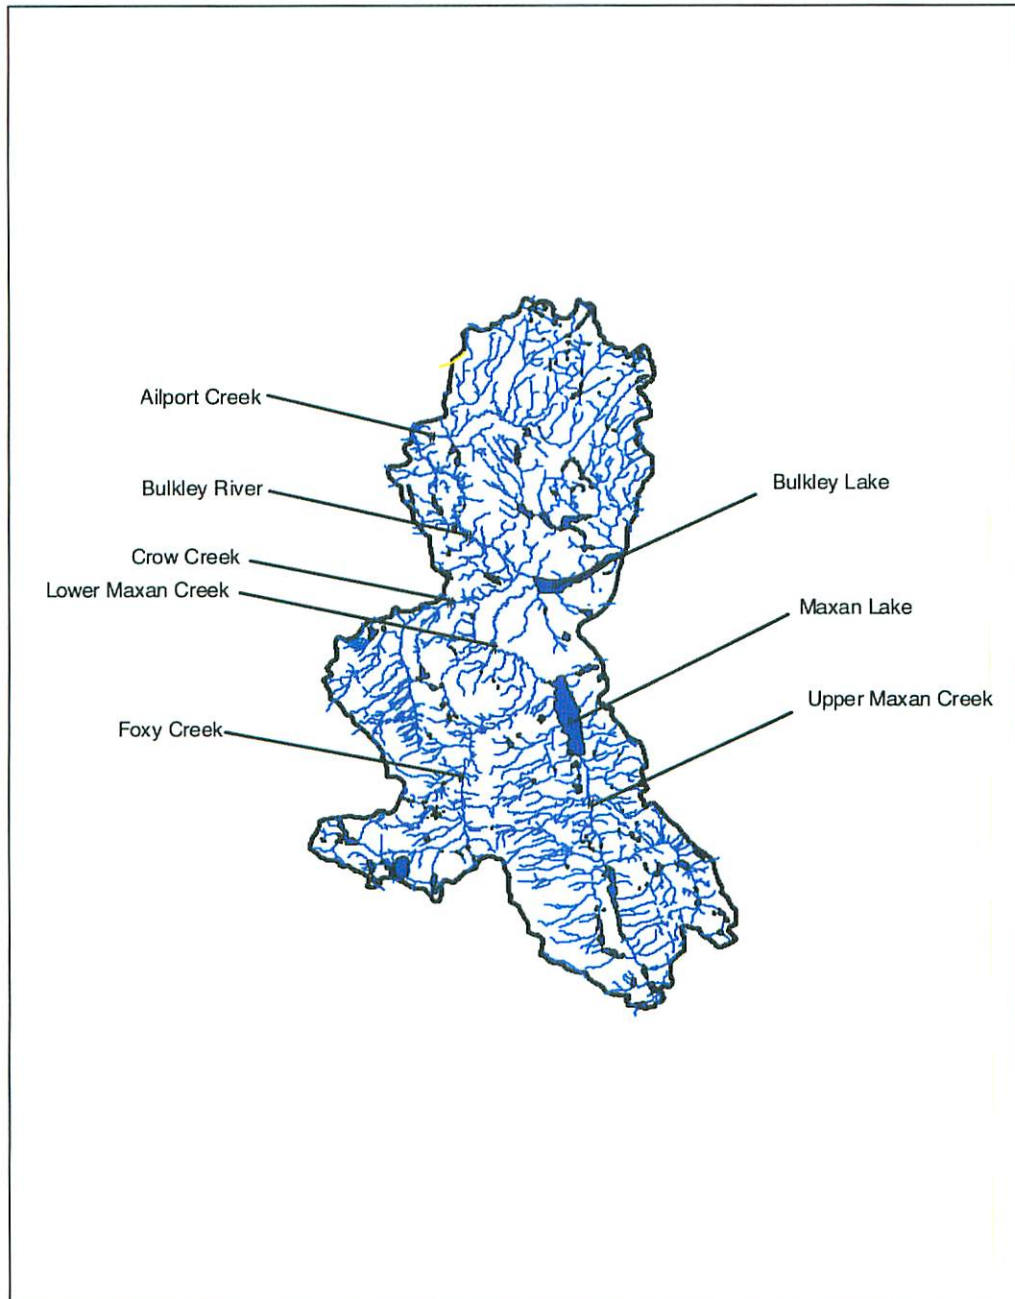 Ailport Creek
Bulkley River
Crow Creek
Lower Maxan Creek
Foxy Creek
Bulkley Lake
Maxan Lake
Upper Maxan Creek